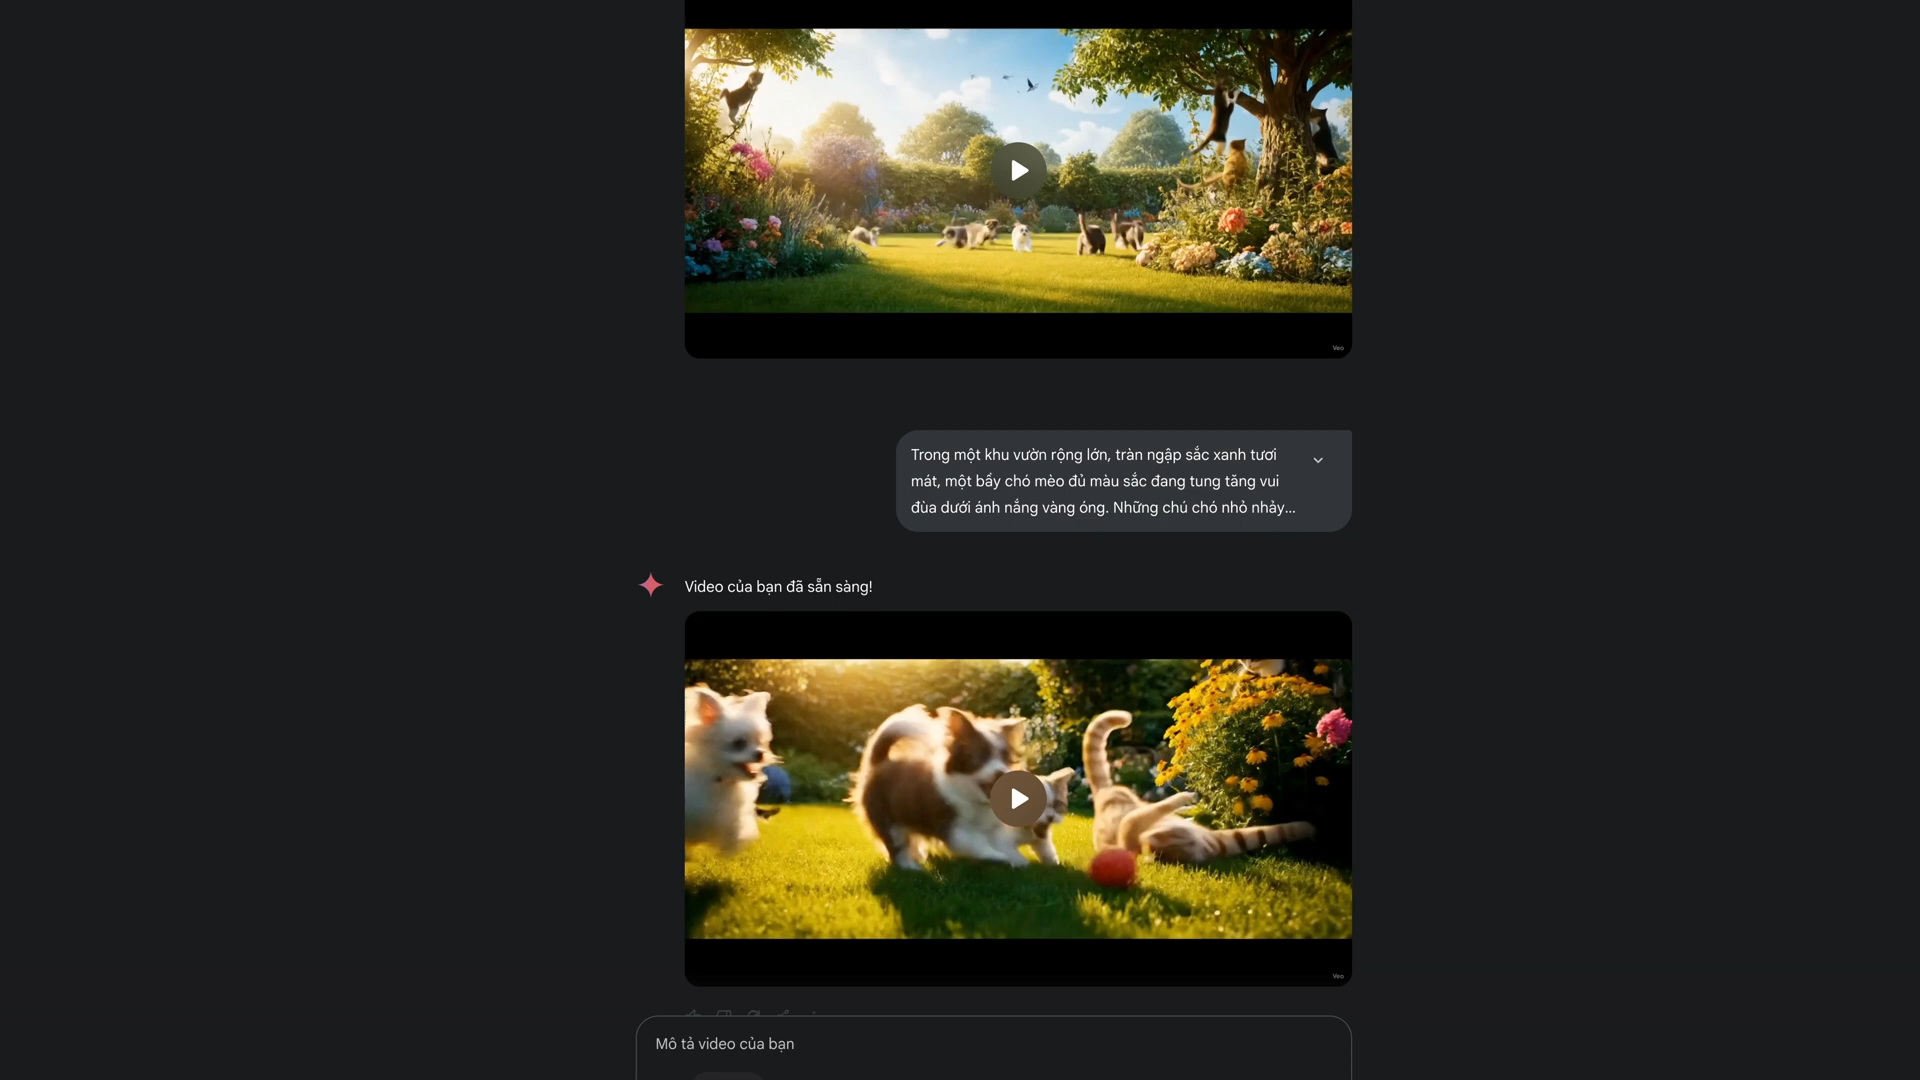 Veo
Trong một khu vườn rộng lớn, tràn ngập sắc xanh tươi
mát, một bầy chó mèo đủ màu sắc đang tung tăng vui
đùa dưới ánh nắng vàng óng. Những chú chó nhỏ nhảy...
Video của bạn đã sẵn sàng!
Veo
Mô tả video của bạn